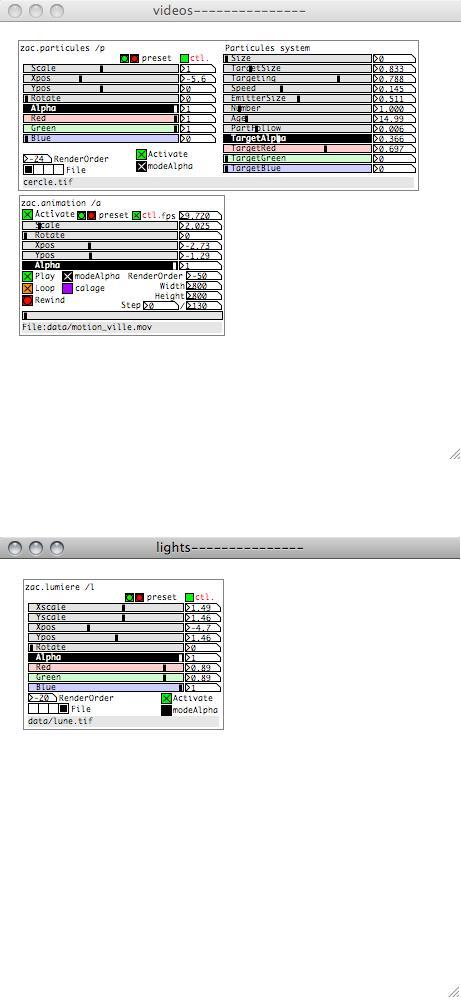 videos---------------
zac.particules /p
preset ctl.
Scale 1
Xpos -5.6
Ypos 0
Rotate 0
Alpha 1
Red 1
Green 1
Blue 0
-24 RenderOrder
File
Activate
modeAlpha
cercle.tif
Particules system
Size 0
TargetSize 0.833
Targeting 0.788
Speed 0.145
EmitterSize 0.511
Number 1.000
Age 14.99
PartFollow 0.006
TargetAlpha 0.366
TargetRed 0.697
TargetGreen 0
TargetBlue 0
zac.animation /a
Activate preset ctl. fps 9.720
Scale 2.025
Rotate 0
Xpos -2.73
Ypos -1.29
Alpha 1
Play modeAlpha RenderOrder -50
Loop calage Width 800
Height 800
Rewind
Step 0 / 130
File:data/motion_ville.mov
lights---------------
zac.lumiere /l
preset ctl.
Xscale 1.49
Yscale 1.46
Xpos -4.7
Ypos 1.46
Rotate 0
Alpha 1
Red 0.89
Green 0.89
Blue 1
-20 RenderOrder Activate
File modeAlpha
data/lune.tif